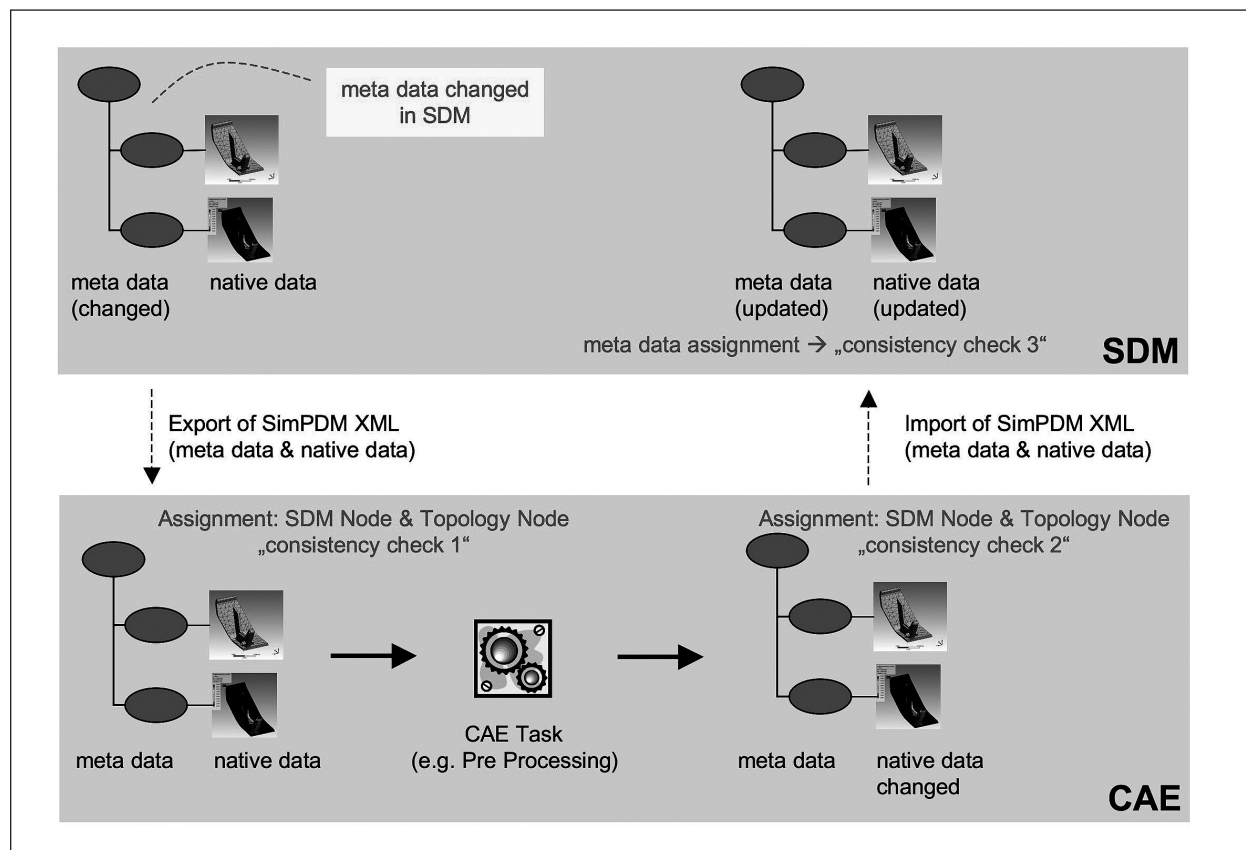 meta data changed
in SDM
meta data
(changed)
native data
meta data
(updated)
native data
(updated)
meta data assignment → „consistency check 3“
SDM
Export of SimPDM XML
(meta data & native data)
Import of SimPDM XML
(meta data & native data)
Assignment: SDM Node & Topology Node
„consistency check 1“
meta data
native data
CAE Task
(e.g. Pre Processing)
Assignment: SDM Node & Topology Node
„consistency check 2“
meta data
native data
changed
CAE